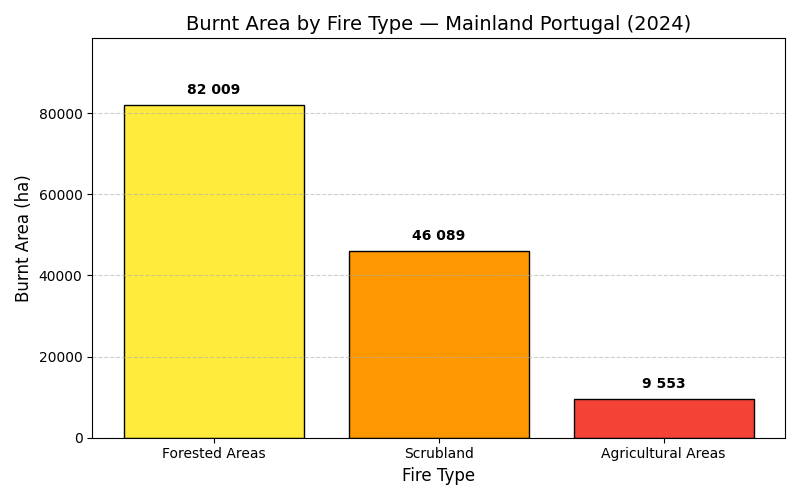 Burnt Area by Fire Type — Mainland Portugal (2024)
Burnt Area (ha)
80000
60000
40000
20000
0
82 009
46 089
9 553
Forested Areas
Scrubland
Agricultural Areas
Fire Type